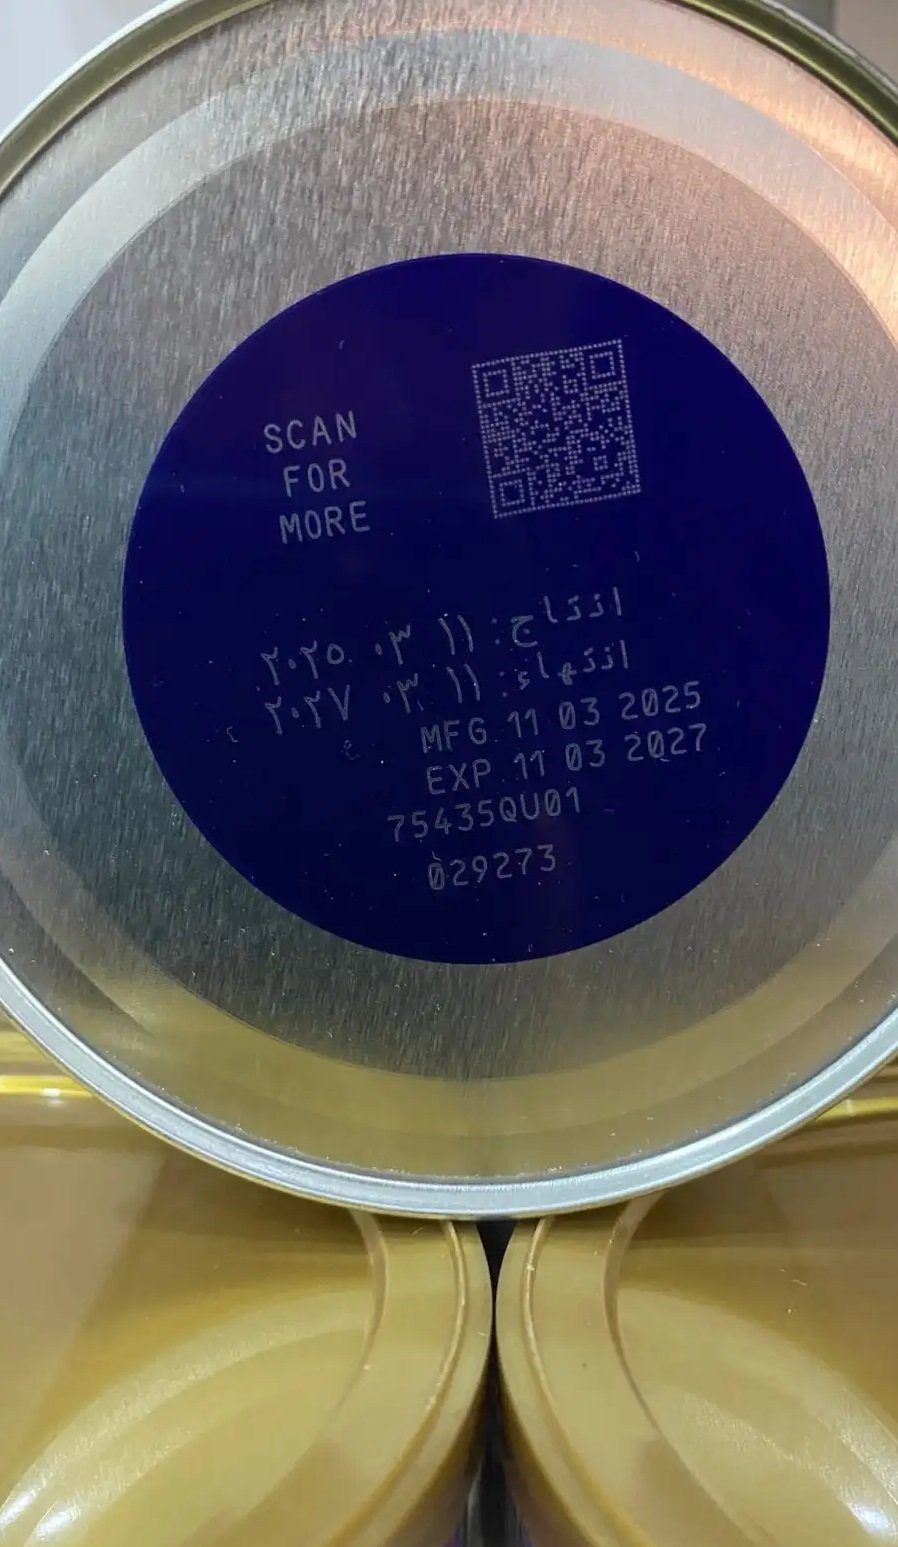 SCAN
FOR
MORE
انتاج: ١١ ٠٣ ٢٠٢٥
انتهاء: ١١ ٠٣ ٢٠٢٧
MFG 11 03 2025
EXP 11 03 2027
75435QU01
029273